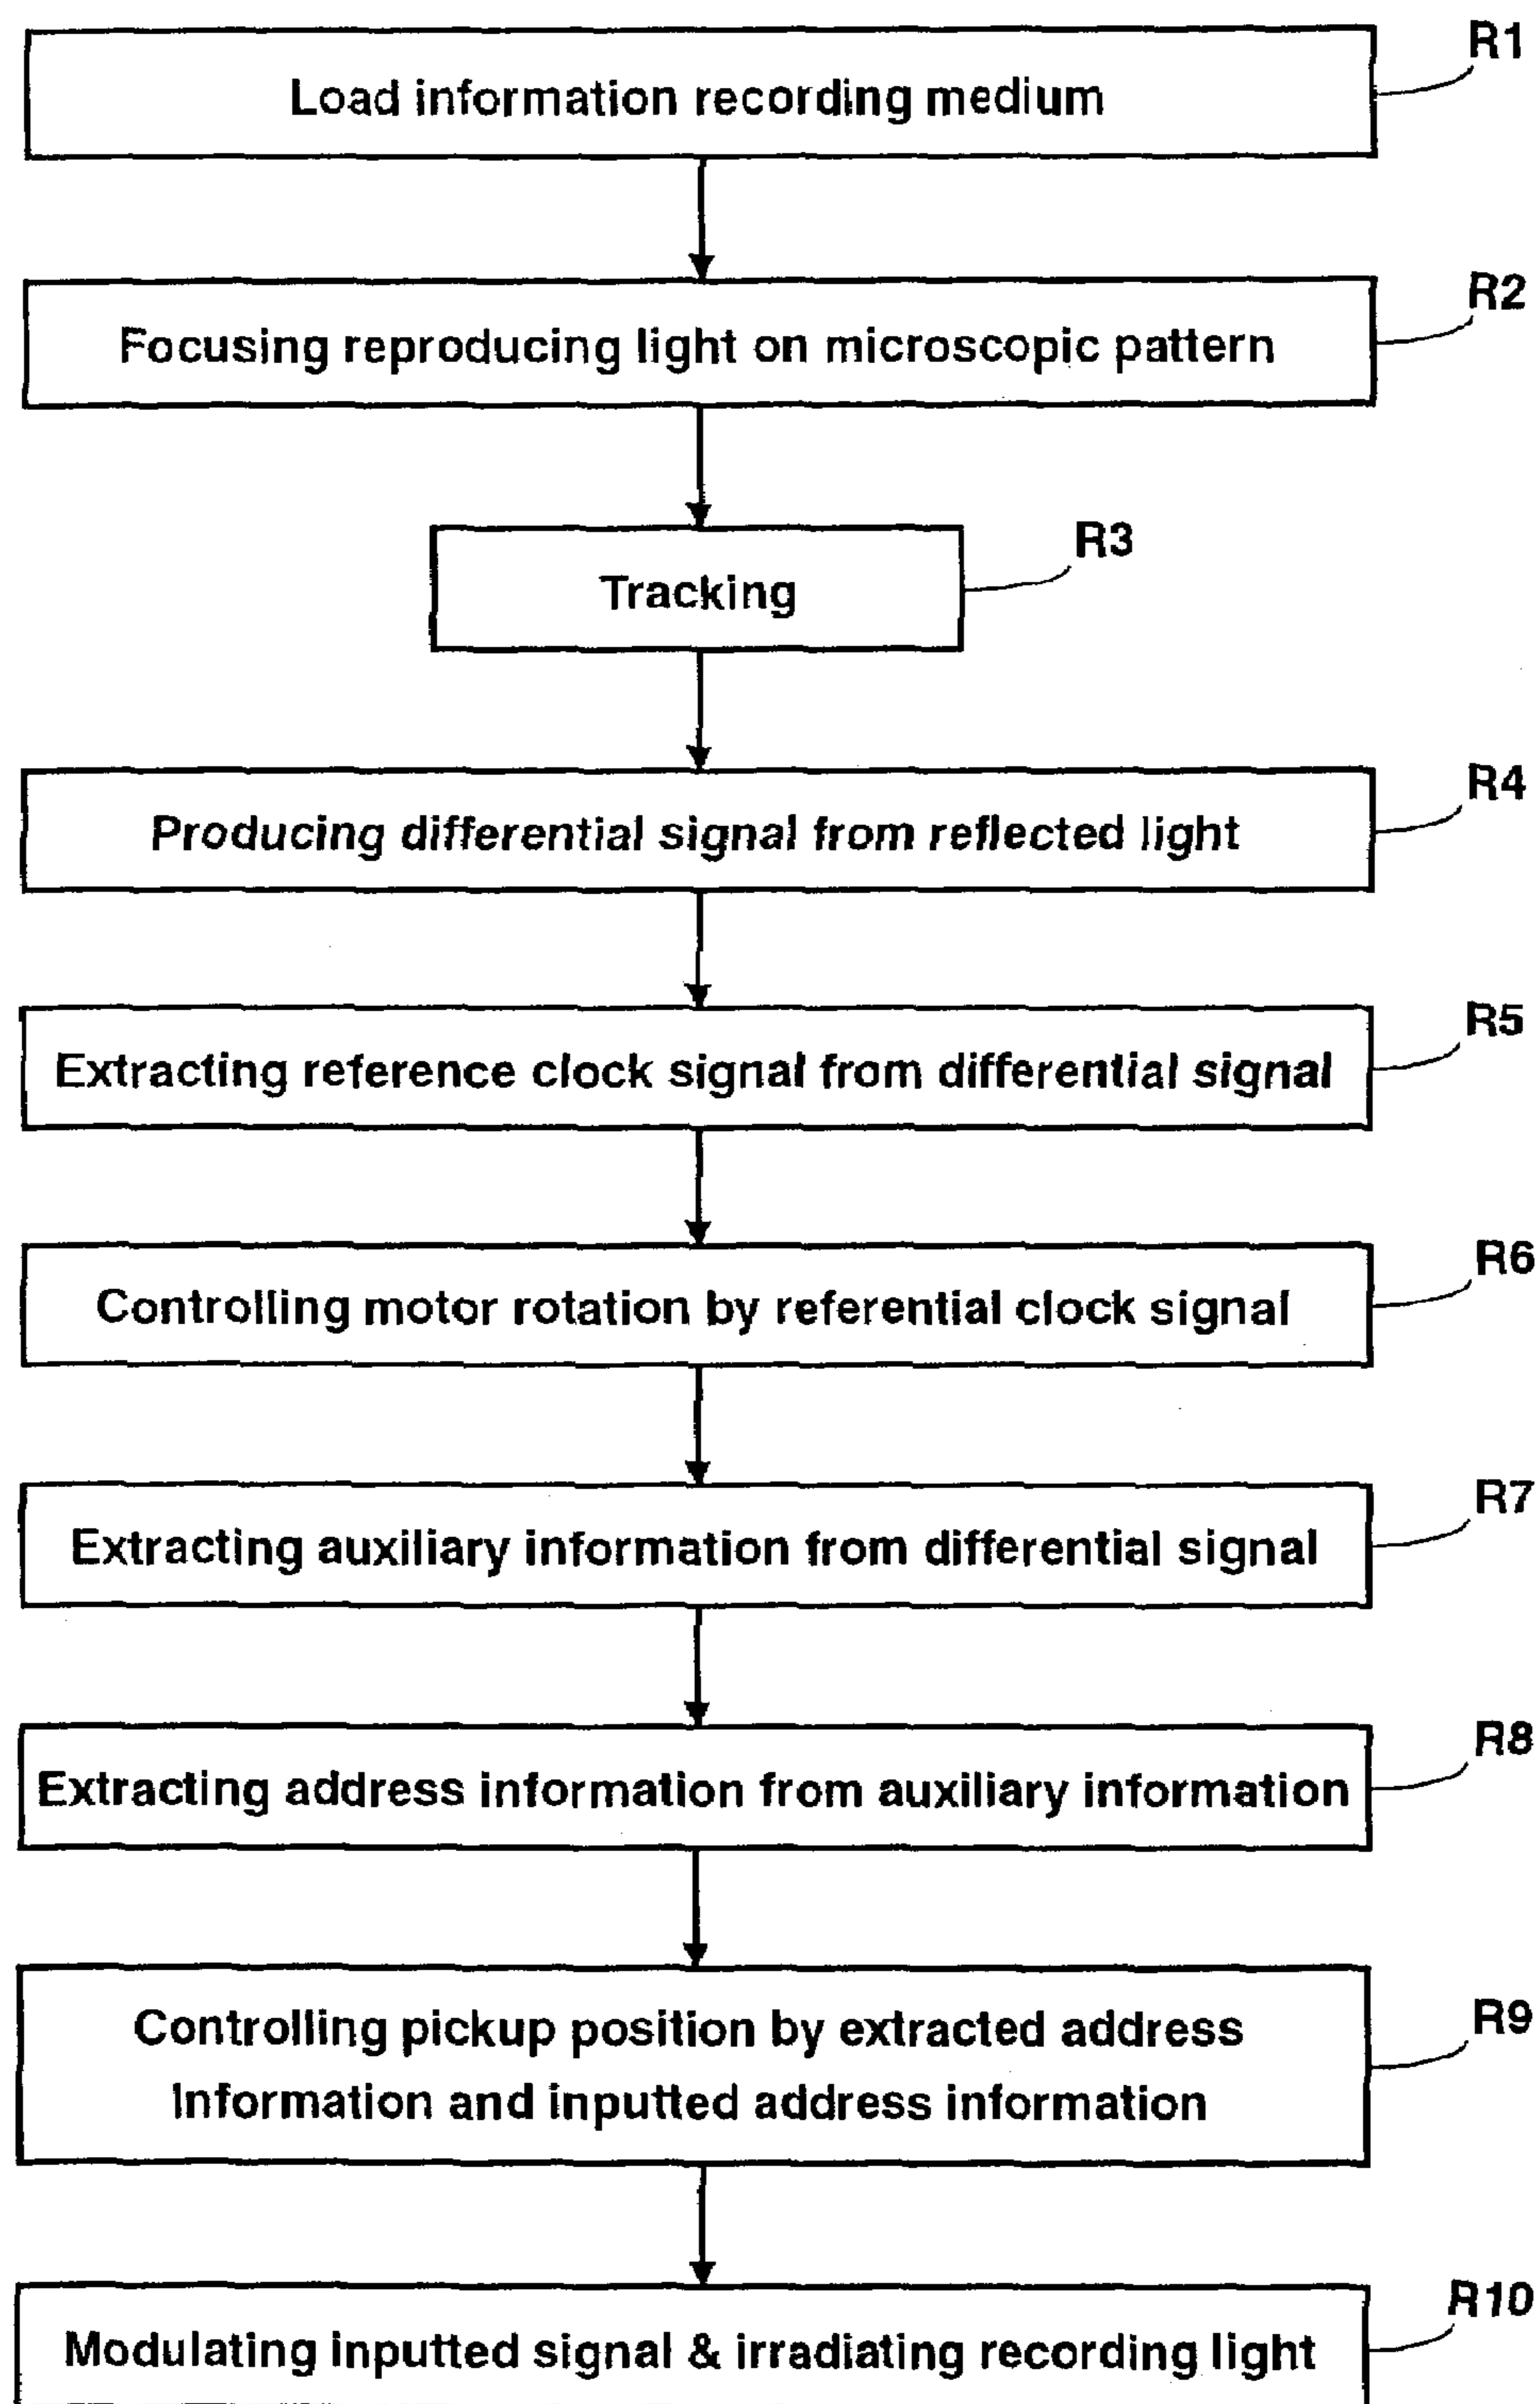 R1
Load information recording medium
R2
Focusing reproducing light on microscopic pattern
R3
Tracking
R4
Producing differential signal from reflected light
R5
Extracting reference clock signal from differential signal
R6
Controlling motor rotation by referential clock signal
R7
Extracting auxiliary information from differential signal
R8
Extracting address information from auxiliary information
R9
Controlling pickup position by extracted address
Information and inputted address information
R10
Modulating inputted signal & irradiating recording light